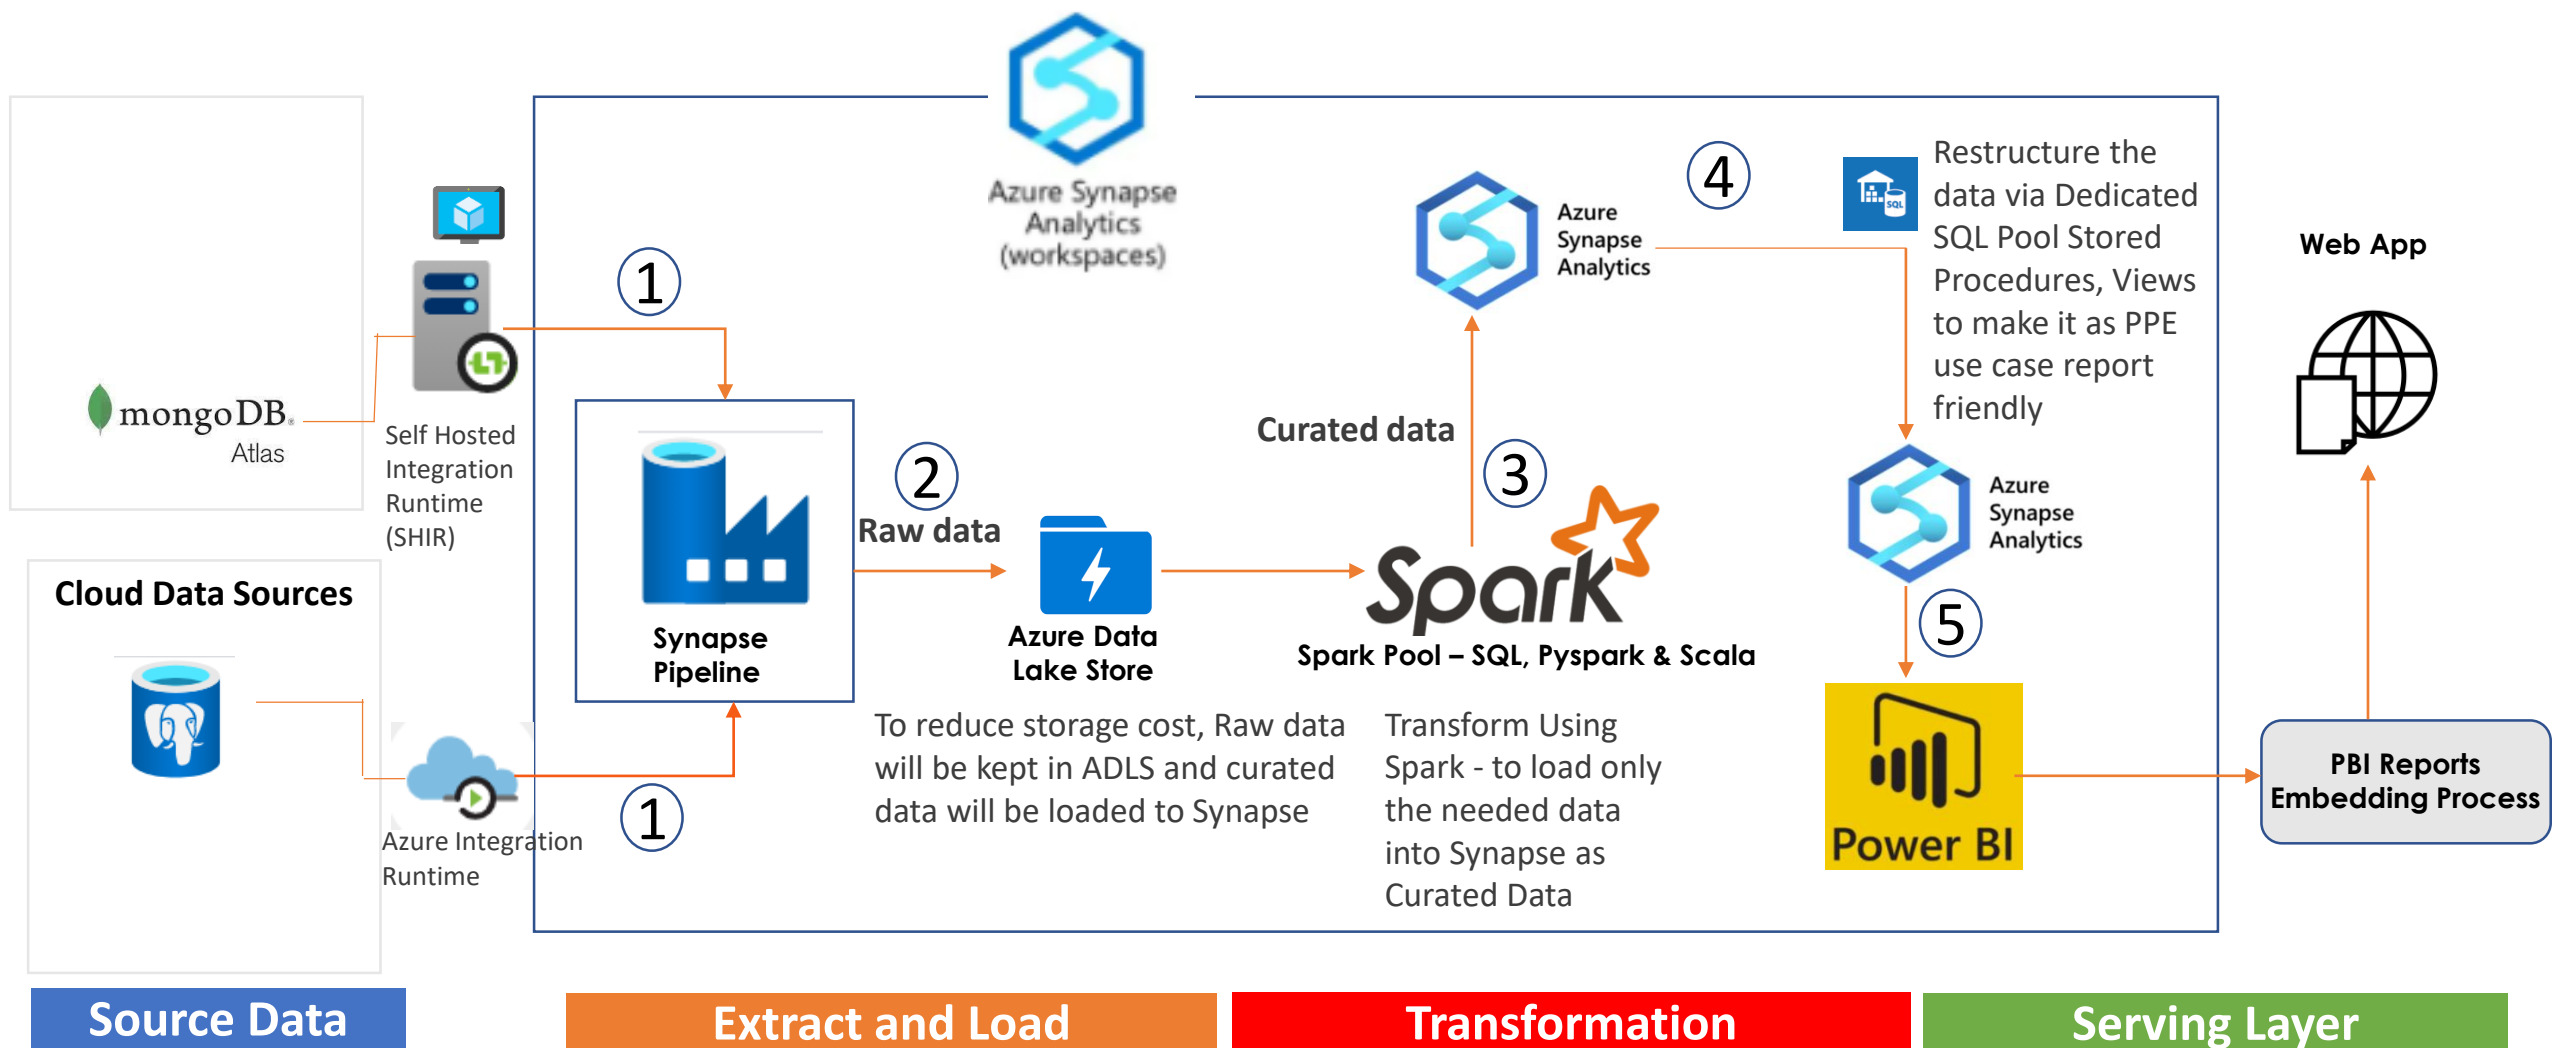 Azure Synapse
Analytics
(workspaces)
mongoDB®
Atlas
Self Hosted
Integration
Runtime
(SHIR)
Cloud Data Sources
Azure Integration
Runtime
1
1
Synapse
Pipeline
2
Raw data
Azure Data
Lake Store
To reduce storage cost, Raw data
will be kept in ADLS and curated
data will be loaded to Synapse
Curated data
3
Spark
Spark Pool – SQL, Pyspark & Scala
Transform Using
Spark - to load only
the needed data
into Synapse as
Curated Data
Azure
Synapse
Analytics
4
SQL
Restructure the
data via Dedicated
SQL Pool Stored
Procedures, Views
to make it as PPE
use case report
friendly
Azure
Synapse
Analytics
5
Power BI
Web App
PBI Reports
Embedding Process
Source Data
Extract and Load
Transformation
Serving Layer